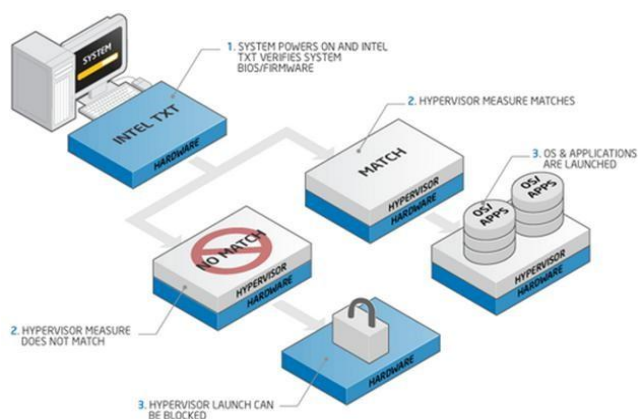 SYSTEM
1. SYSTEM POWERS ON AND INTEL
TXT VERIFIES SYSTEM
BIOS/FIRMWARE
INTEL TXT
HARDWARE
2. HYPERVISOR MEASURE MATCHES
MATCH
HYPERVISOR
HARDWARE
3. OS & APPLICATIONS
ARE LAUNCHED
OS/
APPS
OS/
APPS
HYPERVISOR
HARDWARE
NO MATCH
HYPERVISOR
HARDWARE
2. HYPERVISOR MEASURE
DOES NOT MATCH
HARDWARE
3. HYPERVISOR LAUNCH CAN
BE BLOCKED